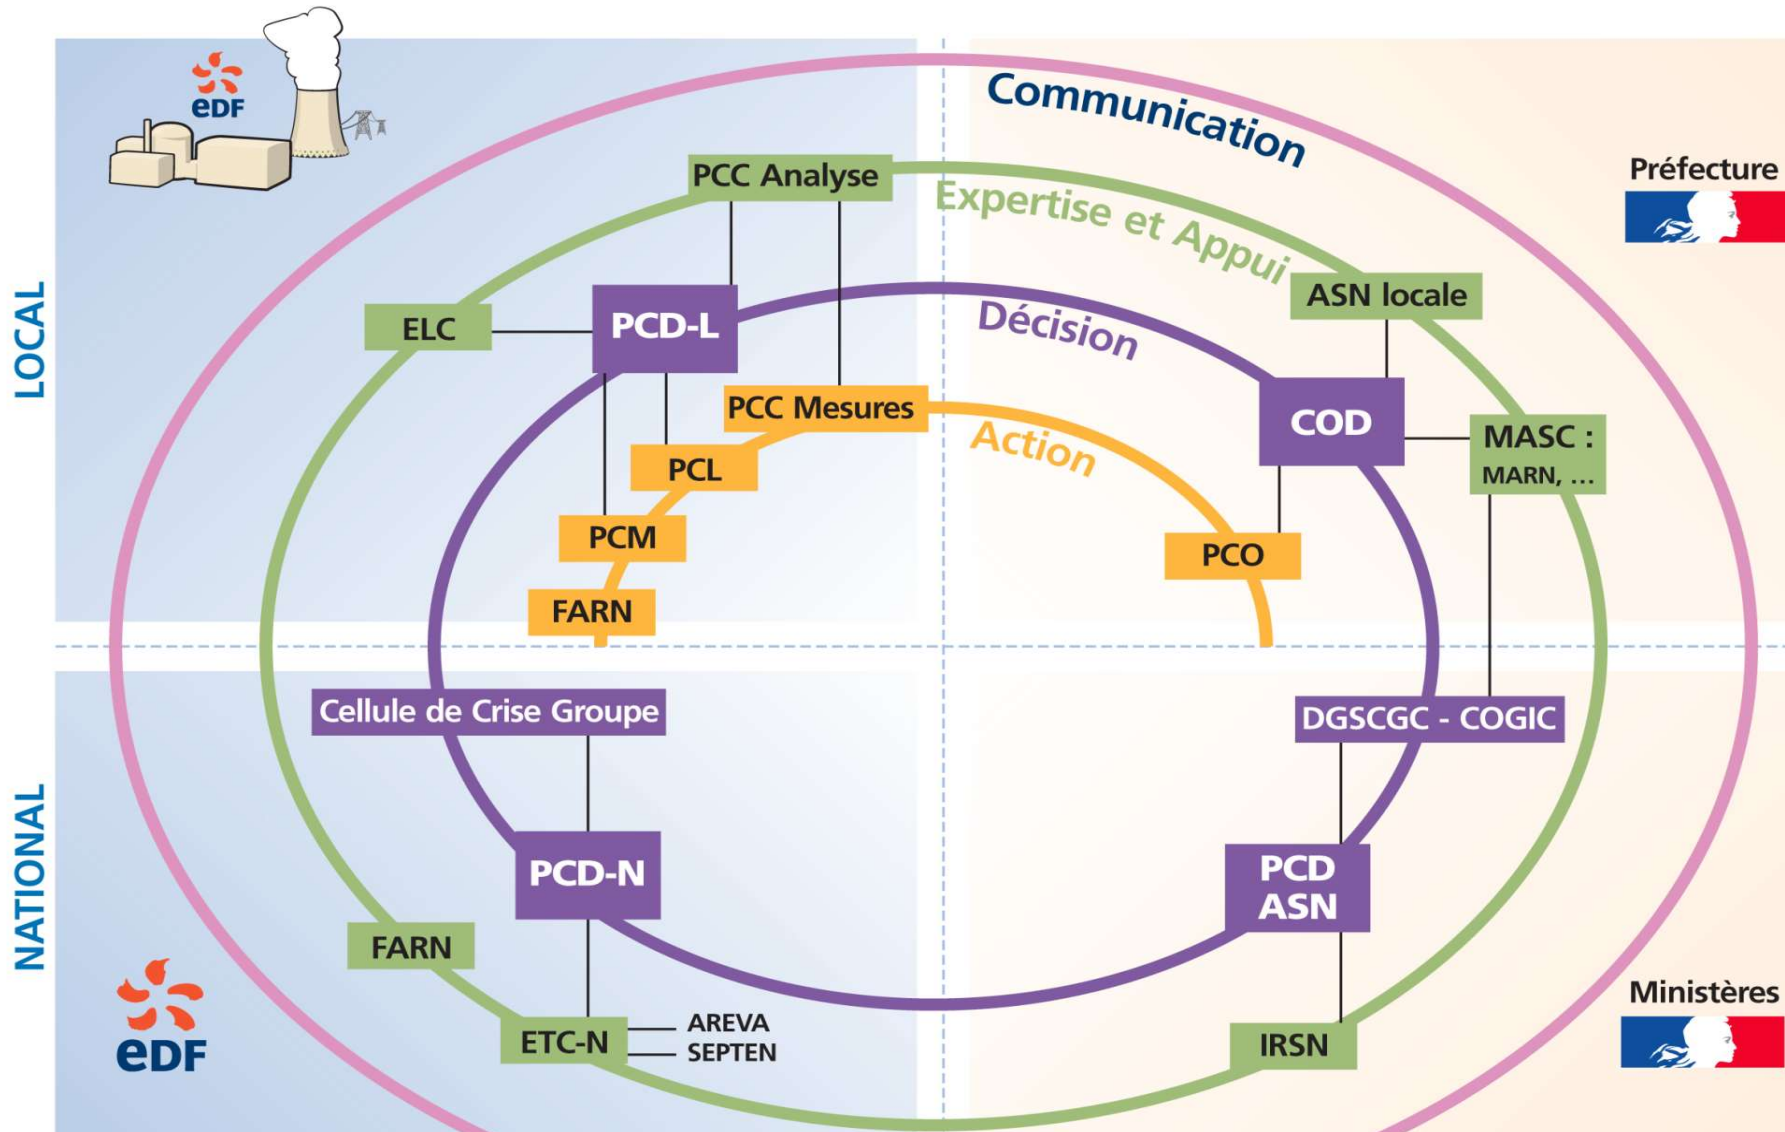 eDF
Communication
PCC Analyse
Expertise et Appui
Préfecture
LOCAL
ELC
PCD-L
Décision
ASN locale
PCC Mesures
Action
COD
MASC :
MARN, ...
PCL
PCM
PCO
FARN
NATIONAL
Cellule de Crise Groupe
DGSCGC - COGIC
PCD-N
PCD
ASN
FARN
eDF
ETC-N
AREVA
SEPTEN
IRSN
Ministères